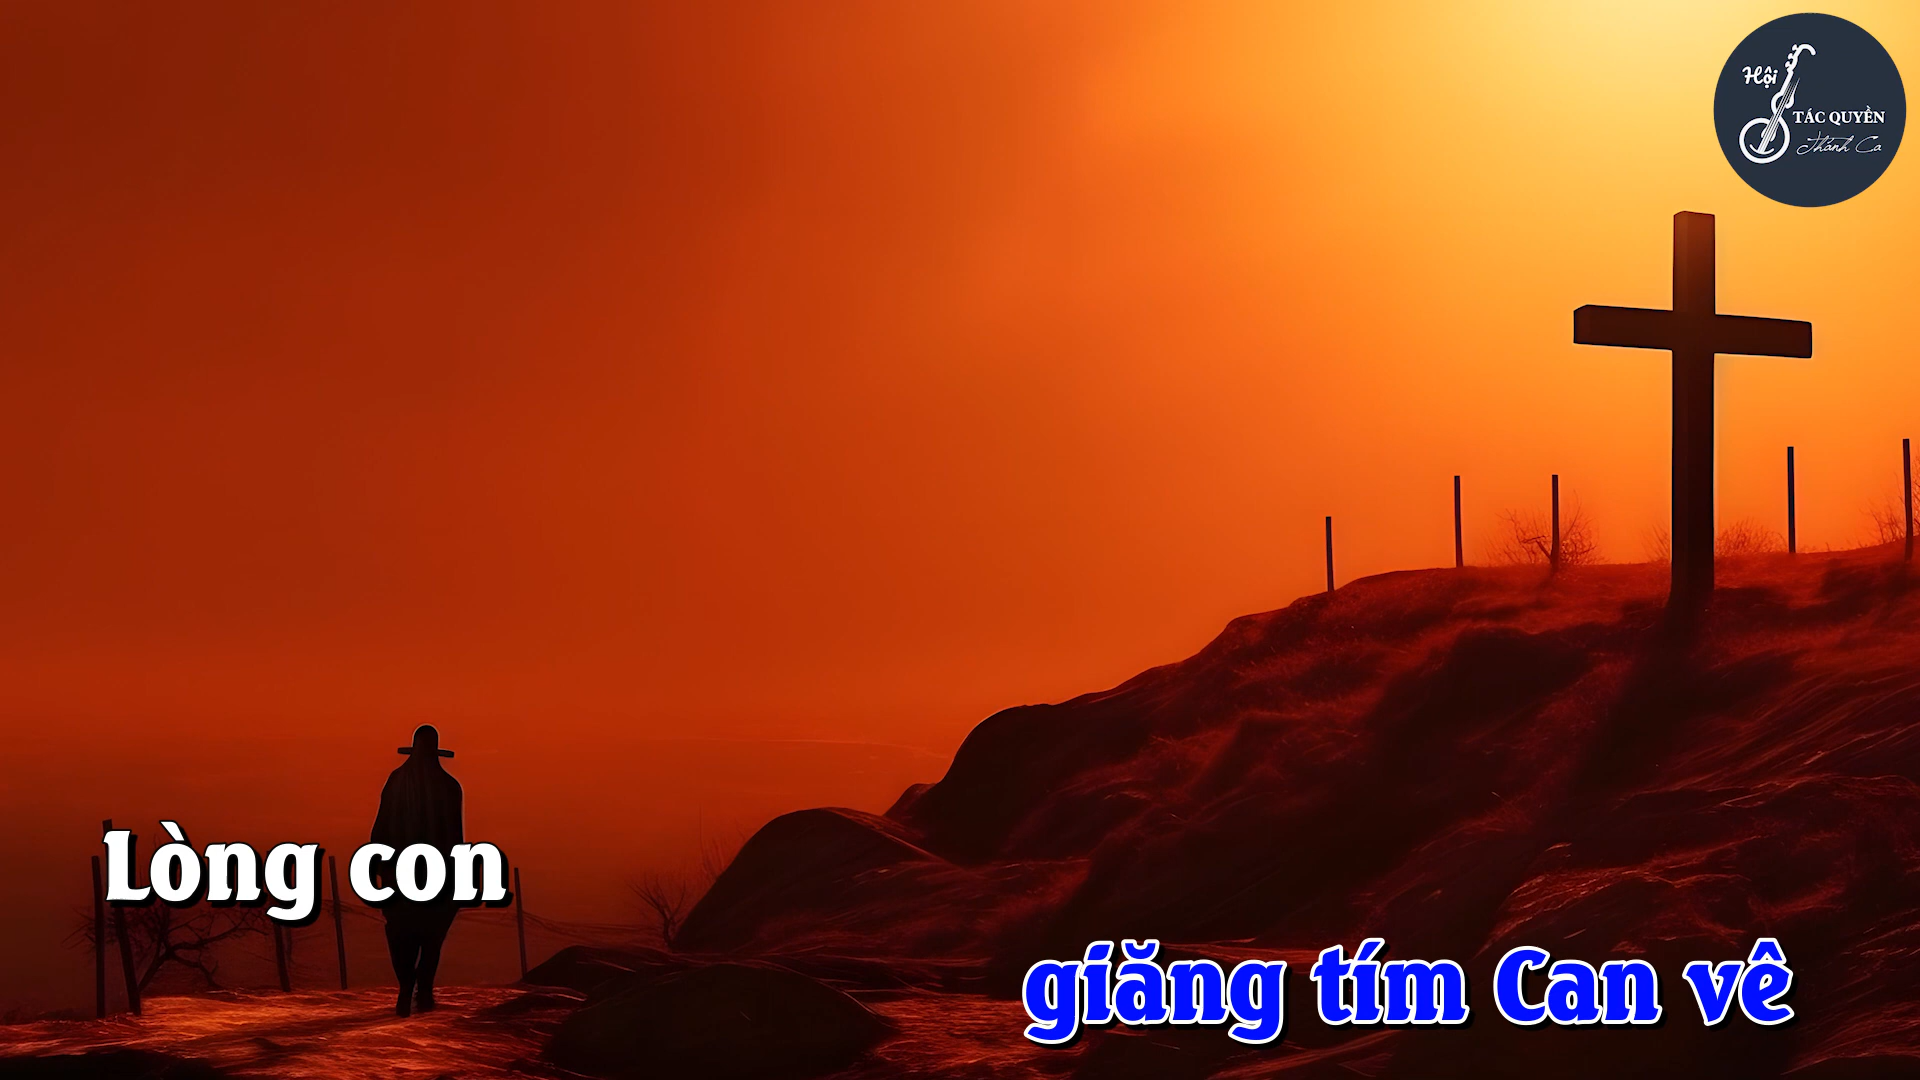 Hội
TÁC QUYỀN
Thánh Ca
Lòng con
giăng tím Can vê